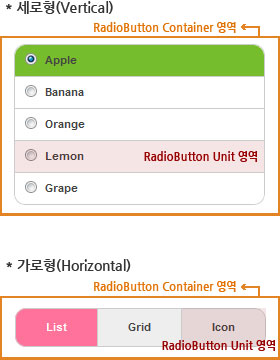 * 세로형(Vertical)
RadioButton Container 영역
Apple
Banana
Orange
Lemon
RadioButton Unit 영역
Grape
* 가로형(Horizontal)
RadioButton Container 영역
List
Grid
Icon
RadioButton Unit 영역